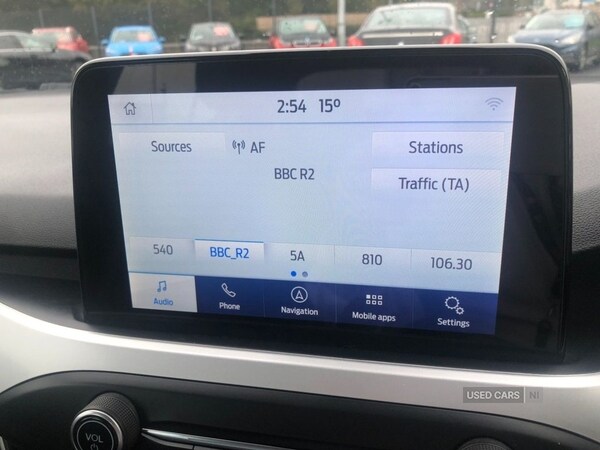 2:54 15º
Sources
AF
Stations
BBC R2
Traffic (TA)
540 BBC_R2 5A 810 106.30
Audio Phone Navigation Mobile apps Settings
USED CARS NI
VOL